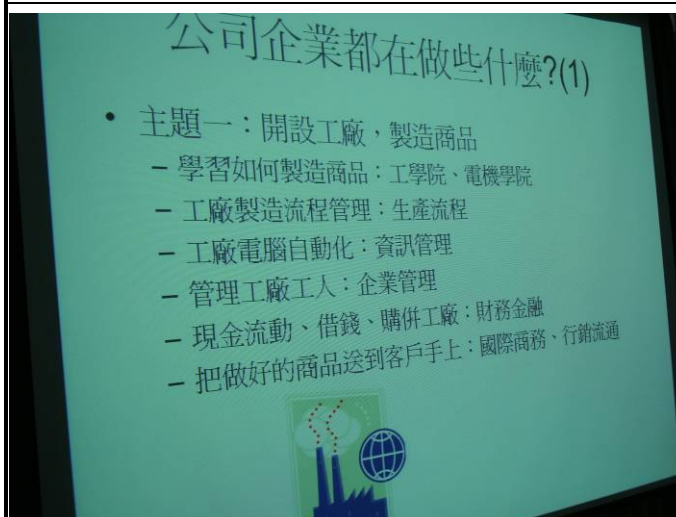 公司企業都在做些什麼?(1)
• 主題一：開設工廠，製造商品
– 學習如何製造商品：工學院、電機學院
– 工廠製造流程管理：生產流程
– 工廠電腦自動化：資訊管理
– 管理工廠工人：企業管理
– 現金流動、借錢、購併工廠：財務金融
– 把做好的商品送到客戶手上：國際商務、行銷流通